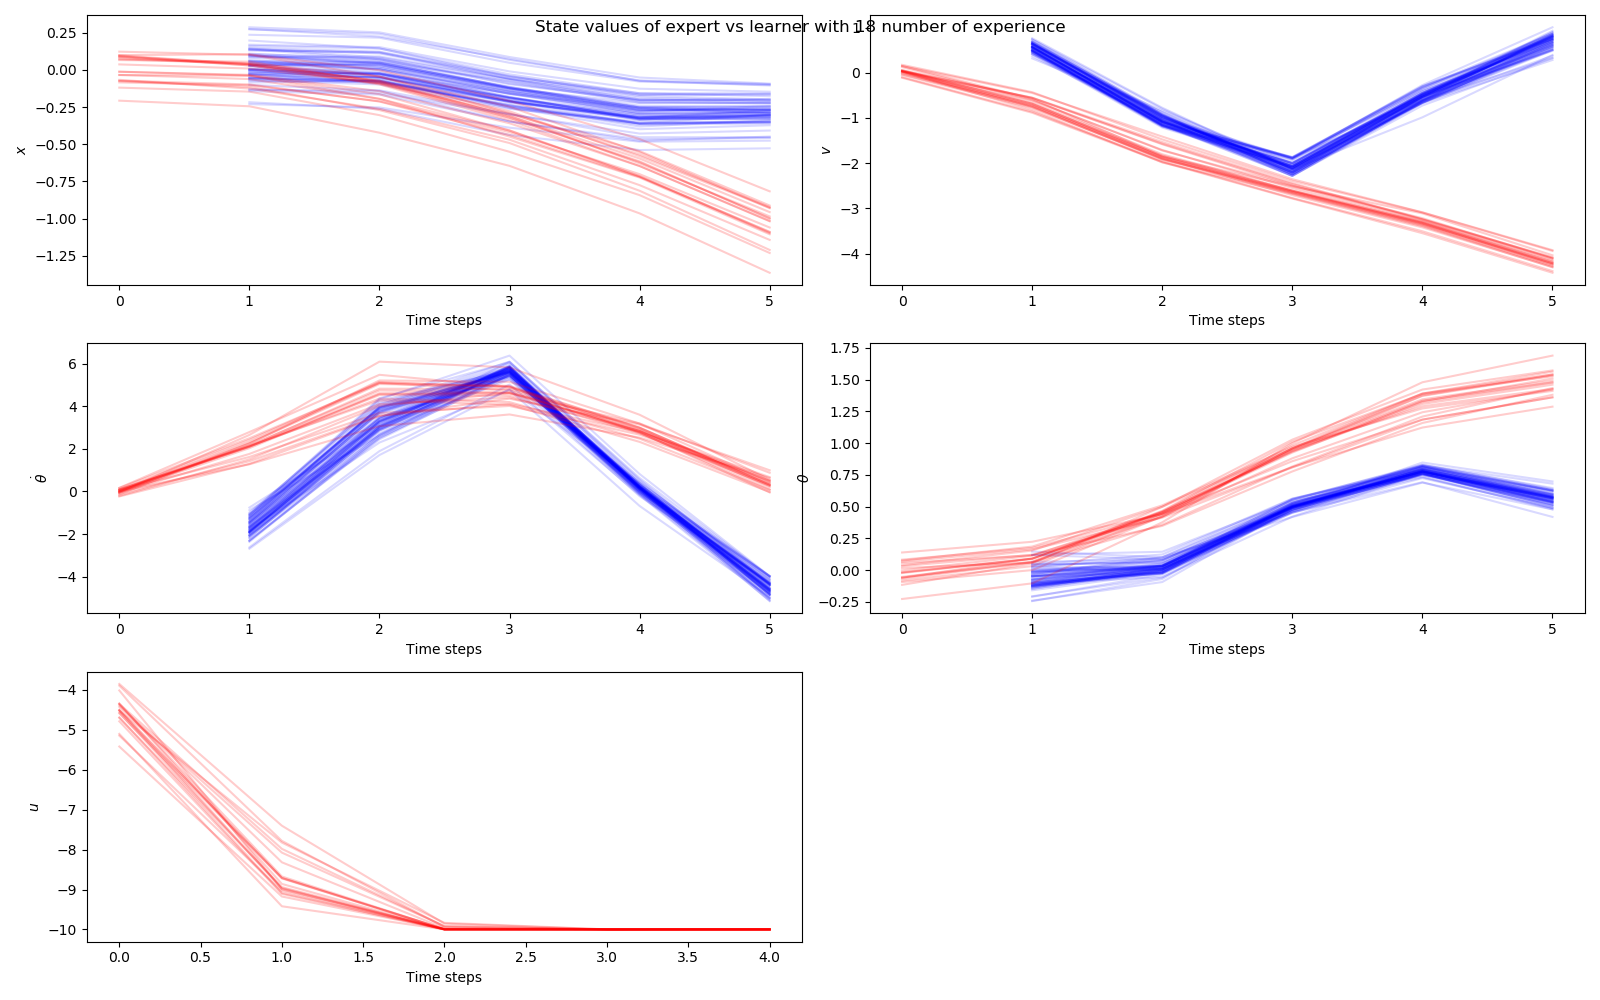 State values of expert vs learner with 18 number of experience
0.25
0.00
−0.25
−0.50
−0.75
−1.00
−1.25
x
0 1 2 3 4 5
Time steps
1
0
−1
−2
−3
−4
v
0 1 2 3 4 5
Time steps
6
4
2
0
−2
−4
θ̇
0 1 2 3 4 5
Time steps
1.75
1.50
1.25
1.00
0.75
0.50
0.25
0.00
−0.25
θ
0 1 2 3 4 5
Time steps
−4
−5
−6
−7
−8
−9
−10
u
0.0 0.5 1.0 1.5 2.0 2.5 3.0 3.5 4.0
Time steps